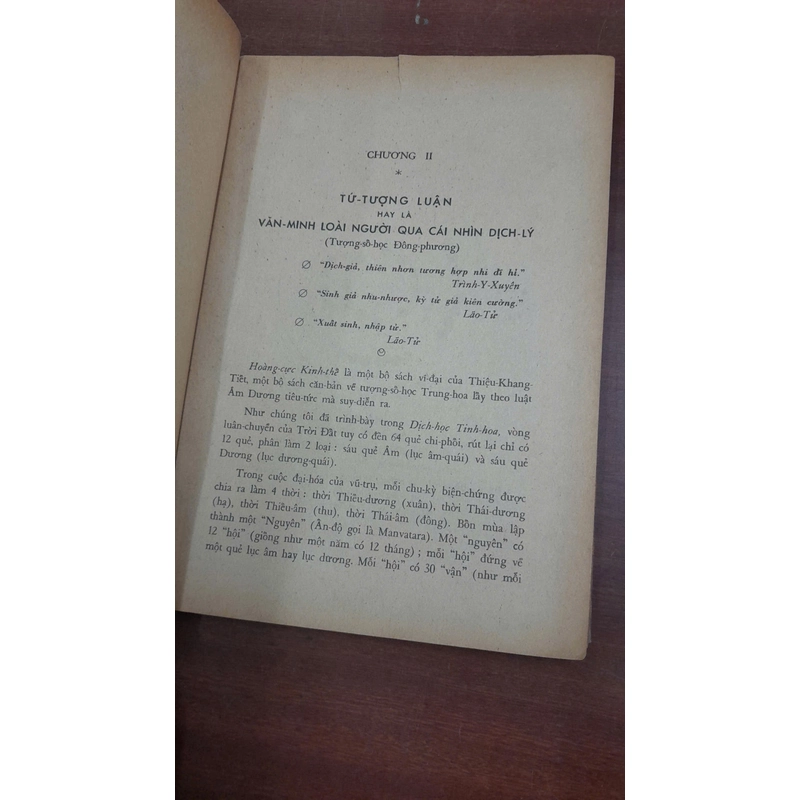 CHƯƠNG II
*
TỨ-TƯỢNG LUẬN
HAY LÀ
VĂN-MINH LOÀI NGƯỜI QUA CÁI NHÌN DỊCH-LÝ
(Tượng-số-học Đông-phương)
"Dịch-giả, thiên nhơn tương hợp nhi dĩ hĩ."
Trình-Y-Xuyên
"Sinh giả nhu-nhược, kỳ tử giả kiên cường."
Lão-Tử
"Xuất sinh, nhập tử."
Lão-Tử
Hoàng-cực Kinh-thế là một bộ sách vĩ-đại của Thiệu-Khang-
Tiết, một bộ sách căn-bản về tượng-số-học Trung-hoa lấy theo luật
Âm Dương tiêu-tức mà suy-diễn ra.
Như chúng tôi đã trình-bày trong Dịch-học Tinh-hoa, vòng
luân-chuyển của Trời Đất tuy có đến 64 quẻ chi-phối, rút lại chỉ có
12 quẻ, phân làm 2 loại : sáu quẻ Âm (lục âm-quái) và sáu quẻ
Dương (lục dương-quái).
Trong cuộc đại-hóa của vũ-trụ, mỗi chu-kỳ biện-chứng được
chia ra làm 4 thời : thời Thiếu-dương (xuân), thời Thái-dương
(hạ), thời Thiếu-âm (thu), thời Thái-âm (đông). Bốn mùa lập
thành một "Nguyên" (Ấn-độ gọi là Manvatara). Một "nguyên" có
12 "hội" (giống như một năm có 12 tháng) ; mỗi "hội" đứng về
một quẻ lục âm hay lục dương. Mỗi "hội" có 30 "vận" (như mỗi